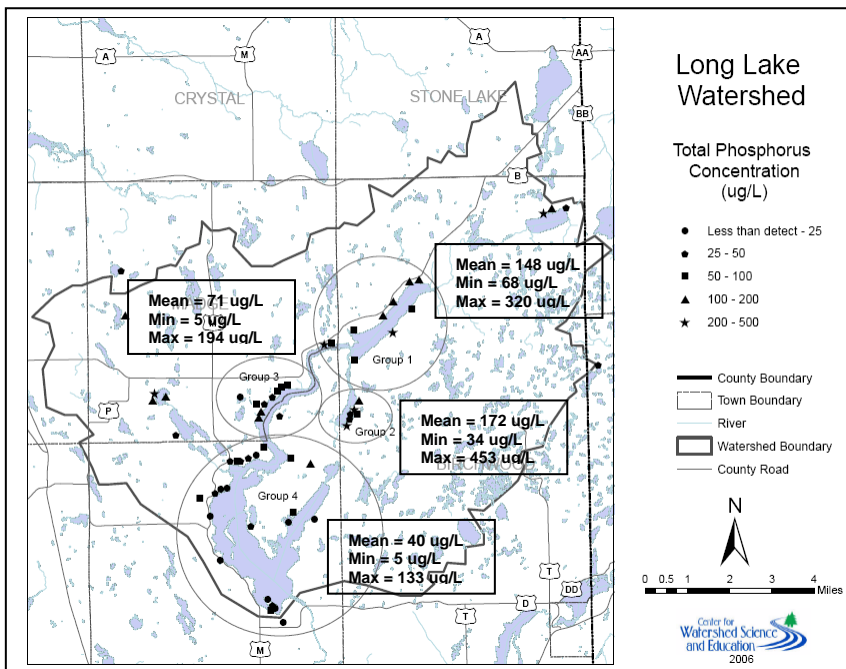 A
M
A
AA
CRYSTAL
STONE LAKE
BB
B
Mean = 148 ug/L
Min = 68 ug/L
Max = 320 ug/L
Mean = 71 ug/L
Min = 5 ug/L
Max = 194 ug/L
M
Group 1
Group 3
P
Group 2
Mean = 172 ug/L
Min = 34 ug/L
Max = 453 ug/L
BIRCHWOOD
Group 4
Mean = 40 ug/L
Min = 5 ug/L
Max = 133 ug/L
T
DD
D
T
M
Long Lake
Watershed
Total Phosphorus
Concentration
(ug/L)
Less than detect - 25
25 - 50
50 - 100
100 - 200
200 - 500
County Boundary
Town Boundary
River
Watershed Boundary
County Road
N
0 0.5 1 2 3 4
Miles
Center for
Watershed Science
and Education
2006